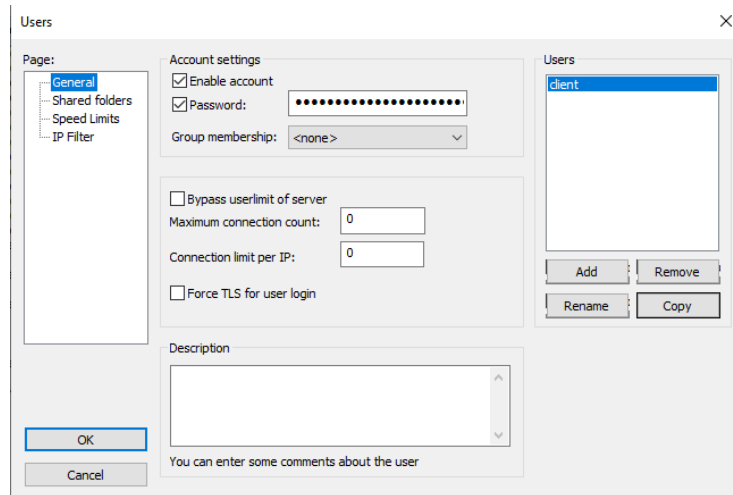 Users
Page:
General
Shared folders
Speed Limits
IP Filter
OK
Cancel
Account settings
Enable account
Password: ••••••••••••••••••••••
Group membership: <none>
Bypass userlimit of server
Maximum connection count: 0
Connection limit per IP: 0
Force TLS for user login
Description
You can enter some comments about the user
Users
client
Add Remove
Rename Copy